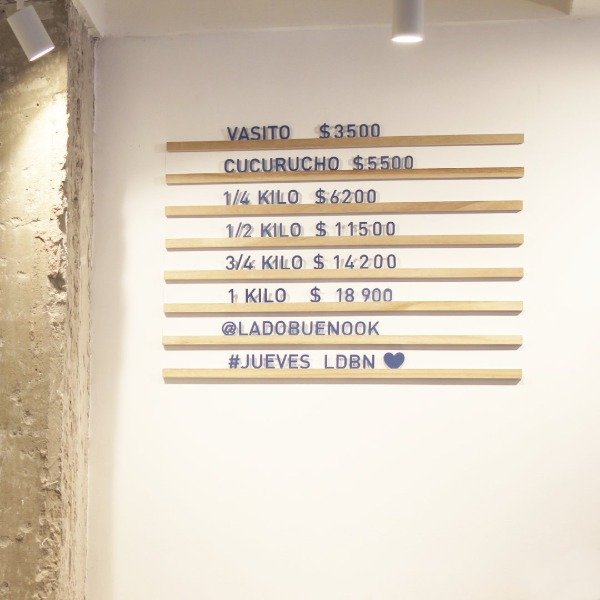 VASITO $3500
CUCURUCHO $5500
1/4 KILO $6200
1/2 KILO $11500
3/4 KILO $14200
1 KILO $ 18 900
@LADOBUENOOK
#JUEVES LDBN